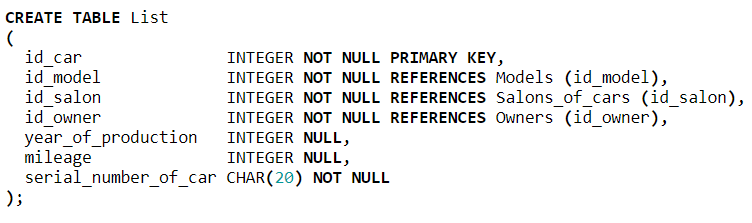 CREATE TABLE List
(
  id_car              INTEGER NOT NULL PRIMARY KEY,
  id_model            INTEGER NOT NULL REFERENCES Models (id_model),
  id_salon            INTEGER NOT NULL REFERENCES Salons_of_cars (id_salon),
  id_owner            INTEGER NOT NULL REFERENCES Owners (id_owner),
  year_of_production  INTEGER NULL,
  mileage             INTEGER NULL,
  serial_number_of_car CHAR(20) NOT NULL
);